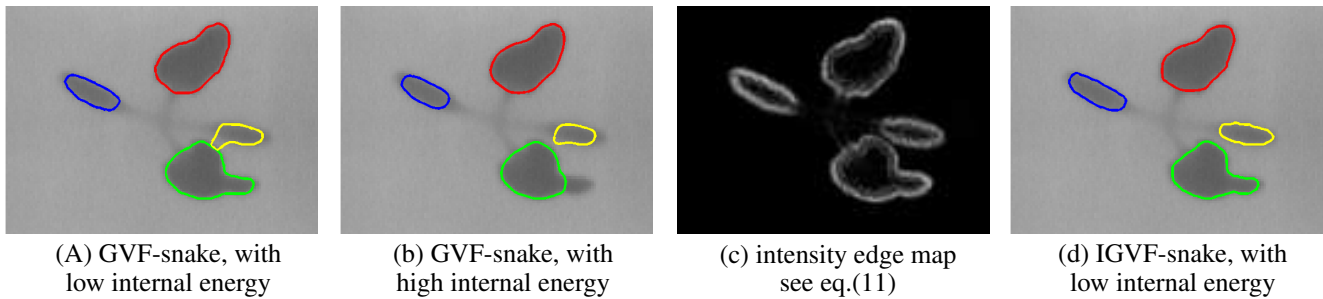 (A) GVF-snake, with
low internal energy
(b) GVF-snake, with
high internal energy
(c) intensity edge map
see eq.(11)
(d) IGVF-snake, with
low internal energy